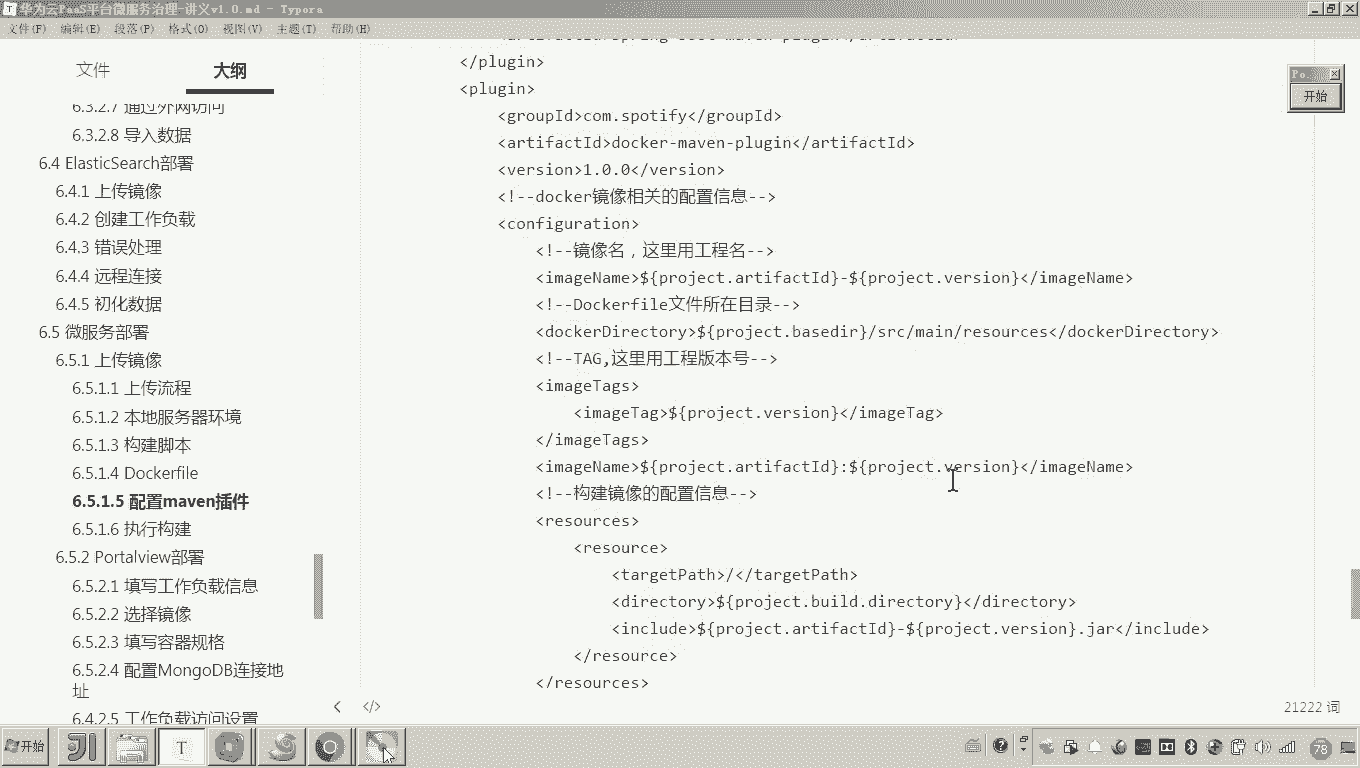 华为云PaaS平台微服务治理-讲义v1.0.md - Typora
文件(F) 编辑(E) 段落(P) 格式(O) 视图(V) 主题(T) 帮助(H)
文件 大纲
6.3.2.7 通过外网访问
6.3.2.8 导入数据
6.4 ElasticSearch部署
6.4.1 上传镜像
6.4.2 创建工作负载
6.4.3 错误处理
6.4.4 远程连接
6.4.5 初化数据
6.5 微服务部署
6.5.1 上传镜像
6.5.1.1 上传流程
6.5.1.2 本地服务器环境
6.5.1.3 构建脚本
6.5.1.4 Dockerfile
6.5.1.5 配置maven插件
6.5.1.6 执行构建
6.5.2 Portalview部署
6.5.2.1 填写工作负载信息
6.5.2.2 选择镜像
6.5.2.3 填写容器规格
6.5.2.4 配置MongoDB连接地
址
6.4.2.5 工作负载访问设置
<artifactId>spring-boot-maven-plugin</artifactId>
</plugin>
<plugin>
<groupId>com.spotify</groupId>
<artifactId>docker-maven-plugin</artifactId>
<version>1.0.0</version>
<!--docker镜像相关的配置信息-->
<configuration>
<!--镜像名，这里用工程名-->
<imageName>${project.artifactId}-${project.version}</imageName>
<!--Dockerfile文件所在目录-->
<dockerDirectory>${project.basedir}/src/main/resources</dockerDirectory>
<!--TAG,这里用工程版本号-->
<imageTags>
<imageTag>${project.version}</imageTag>
</imageTags>
<imageName>${project.artifactId}:${project.version}</imageName>
<!--构建镜像的配置信息-->
<resources>
<resource>
<targetPath>/</targetPath>
<directory>${project.build.directory}</directory>
<include>${project.artifactId}-${project.version}.jar</include>
</resource>
</resources>
Po.
开始
</>
21222 词
开始
T
78